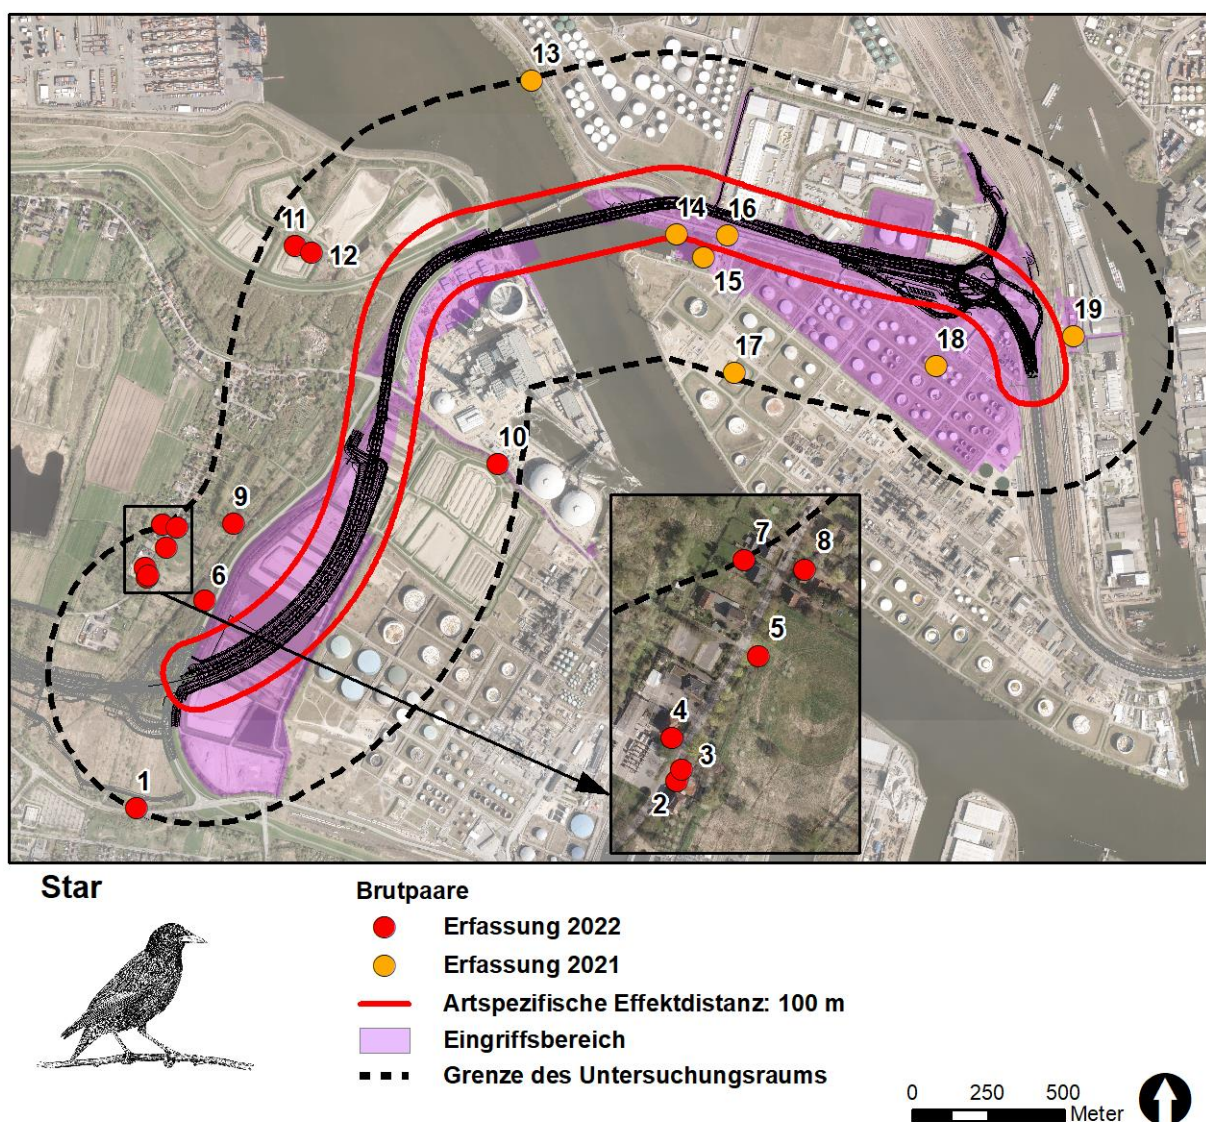 13
11
12
14
16
15
19
17
18
10
9
6
7
8
5
4
3
2
1
Star
Brutpaare
Erfassung 2022
Erfassung 2021
Artspezifische Effektdistanz: 100 m
Eingriffsbereich
Grenze des Untersuchungsraums
0 250 500
Meter